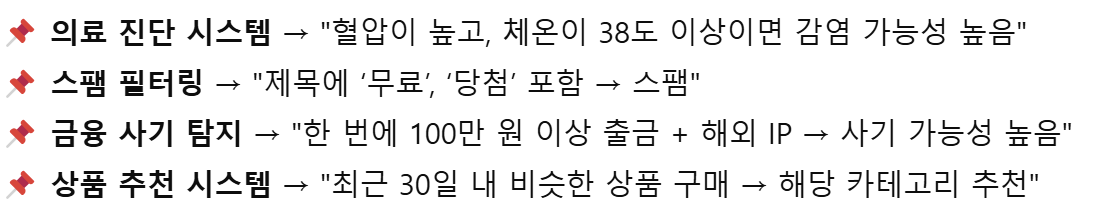 📌 의료 진단 시스템 → "혈압이 높고, 체온이 38도 이상이면 감염 가능성 높음"
📌 스팸 필터링 → "제목에 ‘무료’, ‘당첨’ 포함 → 스팸"
📌 금융 사기 탐지 → "한 번에 100만 원 이상 출금 + 해외 IP → 사기 가능성 높음"
📌 상품 추천 시스템 → "최근 30일 내 비슷한 상품 구매 → 해당 카테고리 추천"